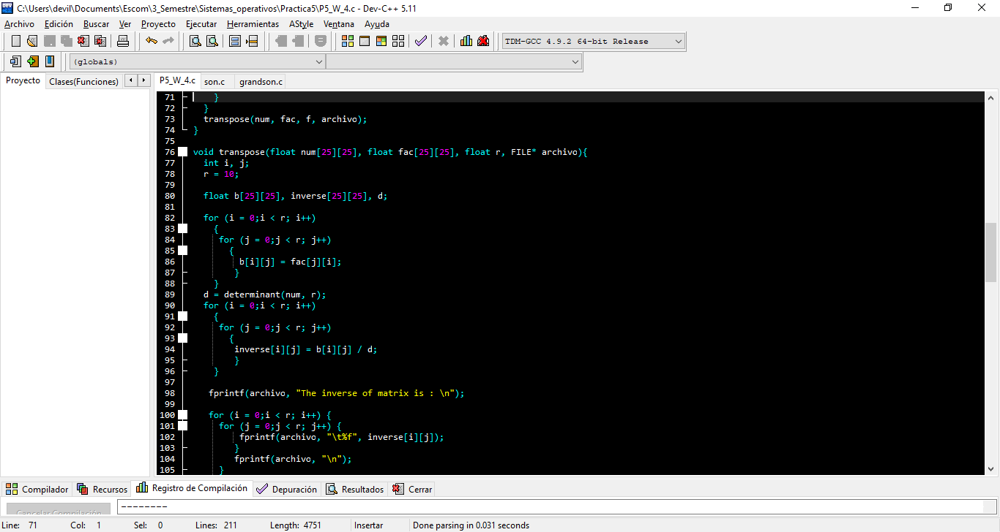 C:\Users\devil\Documents\Escom\3_Semestre\Sistemas_operativos\Practica5\P5_W_4.c - Dev-C++ 5.11
Archivo Edición Buscar Ver Proyecto Ejecutar Herramientas AStyle Ventana Ayuda
TDM-GCC 4.9.2 64-bit Release
(globals)
Proyecto Clases(Funciones) P5_W_4.c son.c grandson.c
71 }
72 }
73 transpose(num, fac, f, archivo);
74 }
75
76 void transpose(float num[25][25], float fac[25][25], float r, FILE* archivo){
77 int i, j;
78 r = 10;
79
80 float b[25][25], inverse[25][25], d;
81
82 for (i = 0;i < r; i++)
83 {
84 for (j = 0;j < r; j++)
85 {
86 b[i][j] = fac[j][i];
87 }
88 }
89 d = determinant(num, r);
90 for (i = 0;i < r; i++)
91 {
92 for (j = 0;j < r; j++)
93 {
94 inverse[i][j] = b[i][j] / d;
95 }
96 }
97
98 fprintf(archivo, "The inverse of matrix is : \n");
99
100 for (i = 0;i < r; i++) {
101 for (j = 0;j < r; j++) {
102 fprintf(archivo, "\t%f", inverse[i][j]);
103 }
104 fprintf(archivo, "\n");
105 }
Compilador Recursos Registro de Compilación Depuración Resultados Cerrar
Cancelar Compilación --------
Line: 71 Col: 1 Sel: 0 Lines: 211 Length: 4751 Insertar Done parsing in 0.031 seconds